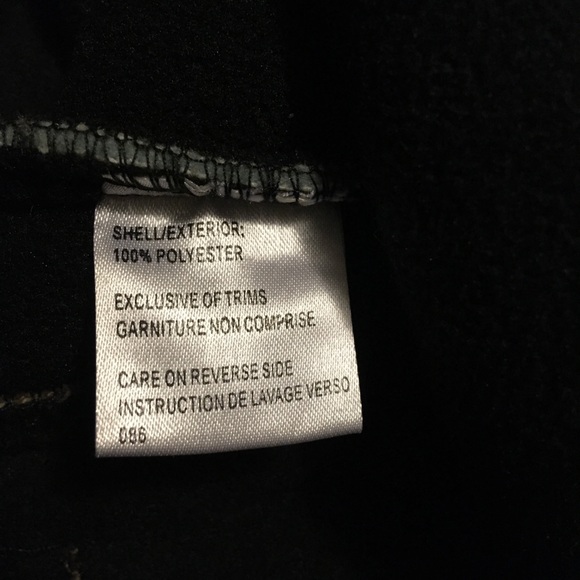 SHELL/EXTERIOR:
100% POLYESTER
EXCLUSIVE OF TRIMS
GARNITURE NON COMPRISE
CARE ON REVERSE SIDE
INSTRUCTION DE LAVAGE VERSO
086